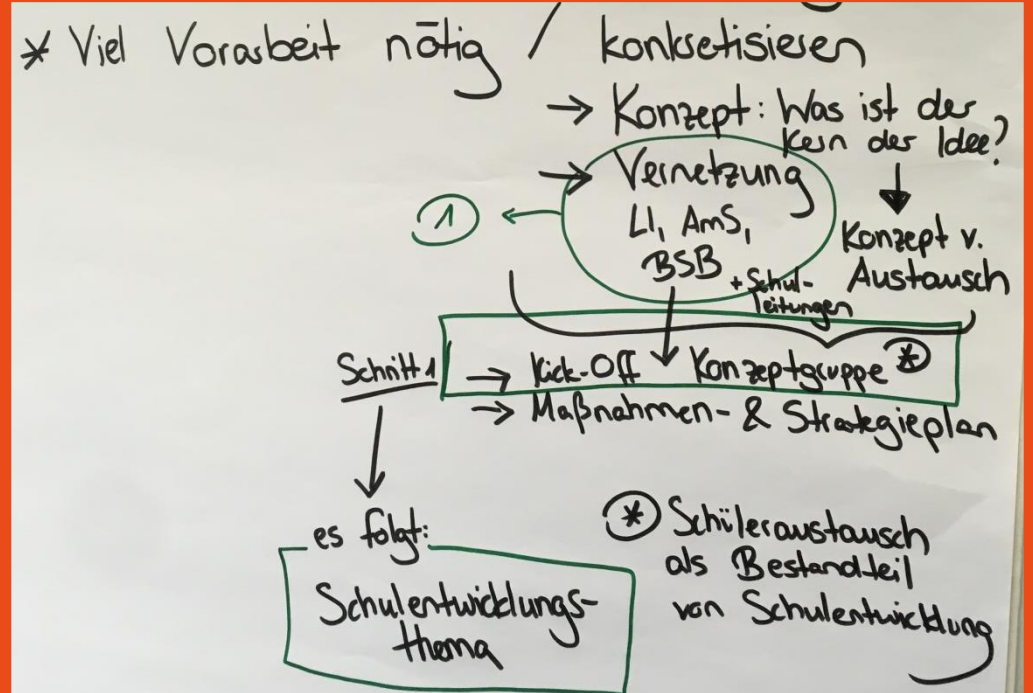 * Viel Vorarbeit nötig / konkretisieren
→ Konzept: Was ist der
Kern der Idee?
→ Vernetzung
LI, AmS,
BSB
+ Schul-
leitungen
①
Konzept v.
Austausch
Schritt 1
→ Kick-Off Konzeptgruppe *
→ Maßnahmen- & Strategieplan
es folgt:
Schulentwicklungs-
thema
* Schüleraustausch
als Bestandteil
von Schulentwicklung